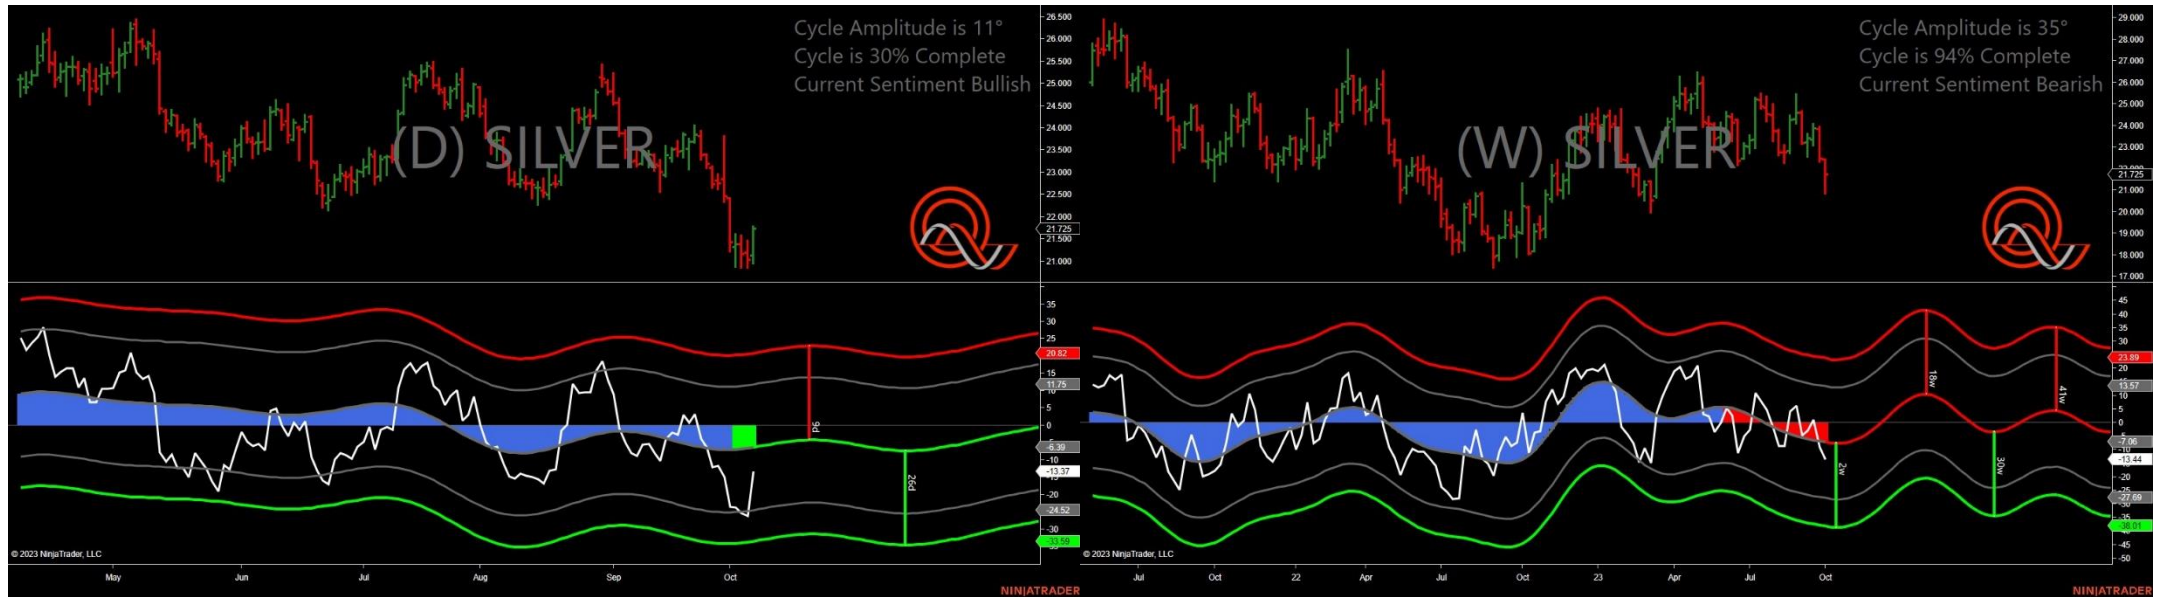 Cycle Amplitude is 11°
Cycle is 30% Complete
Current Sentiment Bullish
(D) SILVER
26.500
26.000
25.500
25.000
24.500
24.000
23.500
23.000
22.500
22.000
21.725
21.500
21.000
35
30
25
20.82
15
11.75
5
0
-6.39
-10
-13.37
-20
-24.52
-30
-33.59
9d
26d
© 2023 NinjaTrader, LLC
May Jun Jul Aug Sep Oct
NINJATRADER
Cycle Amplitude is 35°
Cycle is 94% Complete
Current Sentiment Bearish
(W) SILVER
29.000
28.000
27.000
26.000
25.000
24.000
23.000
21.725
21.000
20.000
19.000
18.000
17.000
45
40
35
30
23.89
20
13.57
10
5
0
-7.06
-13.44
-20
-27.69
-38.01
-45
-50
18w
41w
2w
30w
© 2023 NinjaTrader, LLC
Jul Oct 22 Apr Jul Oct 23 Apr Jul Oct
NINJATRADER